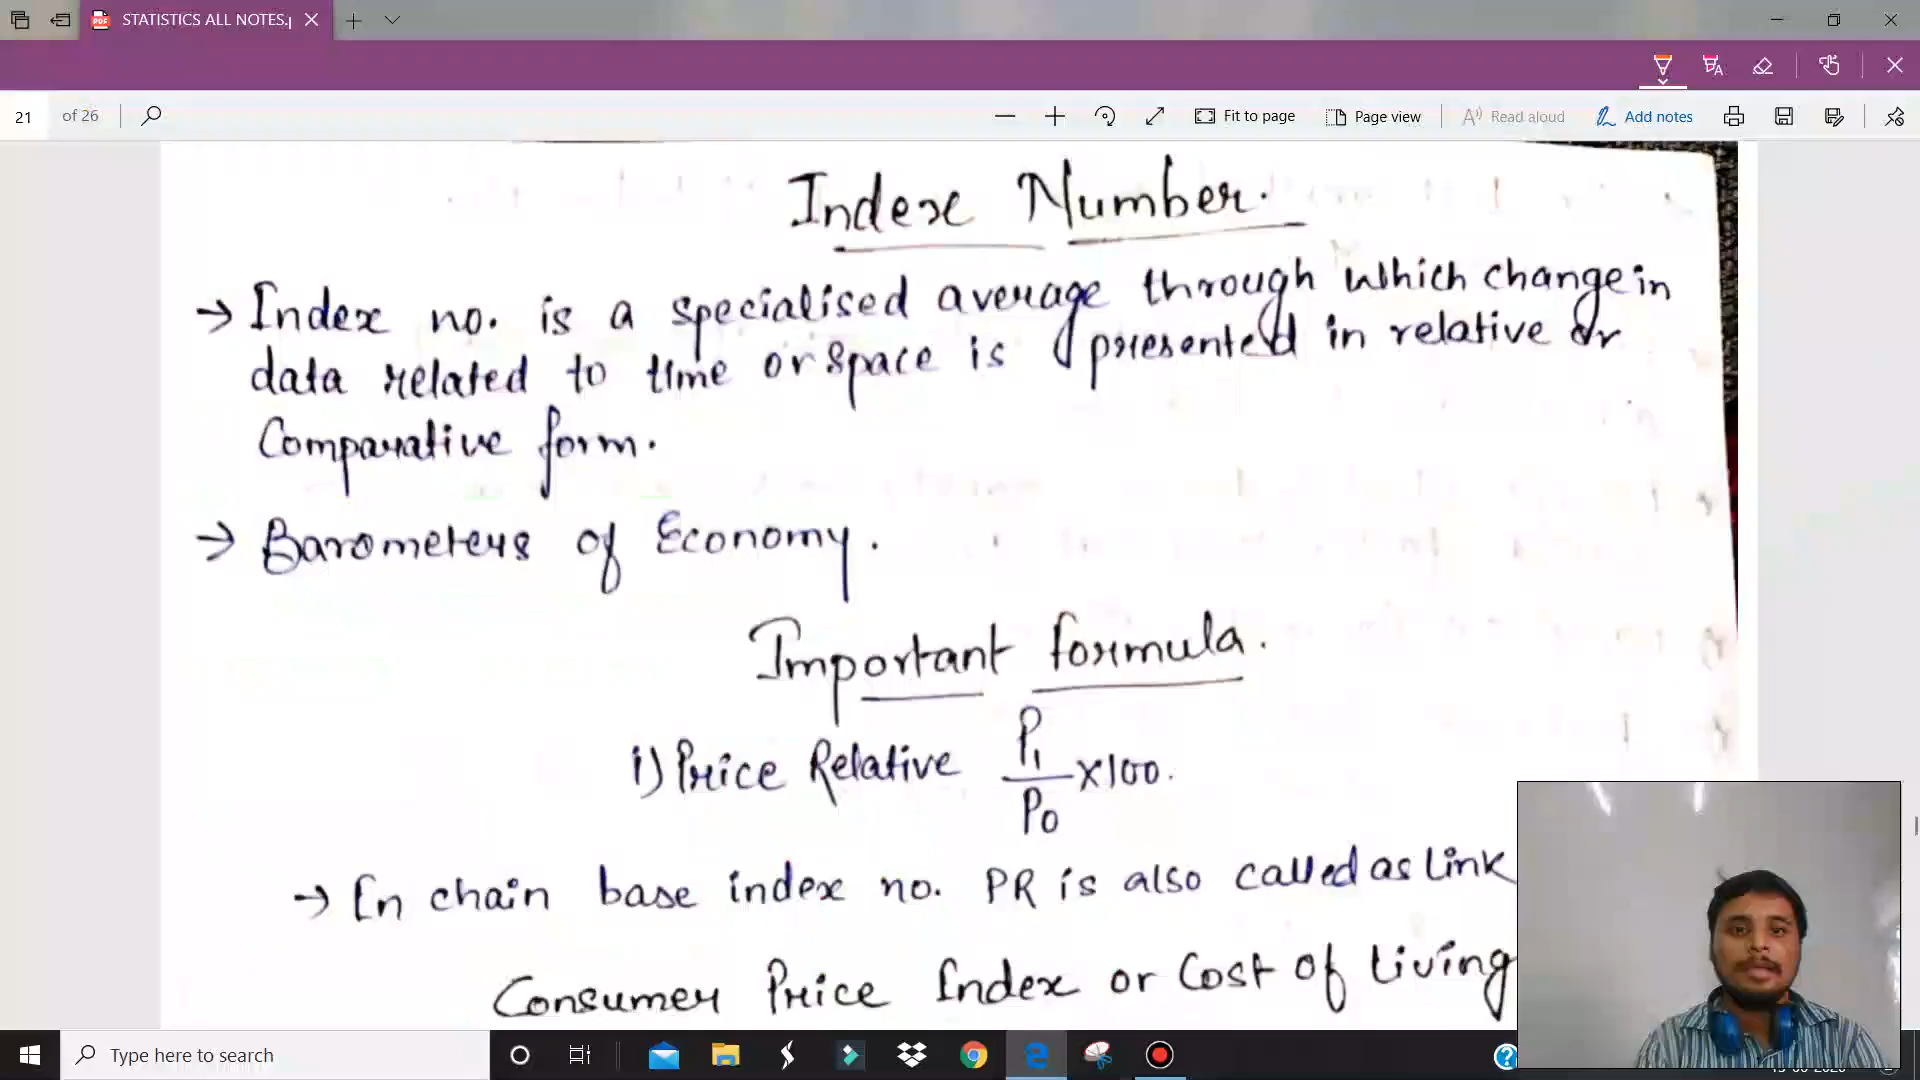 STATISTICS ALL NOTES.p
21 of 26
Fit to page
Page view
Read aloud
Add notes
Index Number.
→ Index no. is a specialised average through which change in
data related to time or space is presented in relative or
Comparative form.
→ Barometers of Economy.
Important formula.
i) Price Relative P1/P0 ×100.
→ In chain base index no. PR is also called as Link
Consumer Price Index or Cost of Living
Type here to search